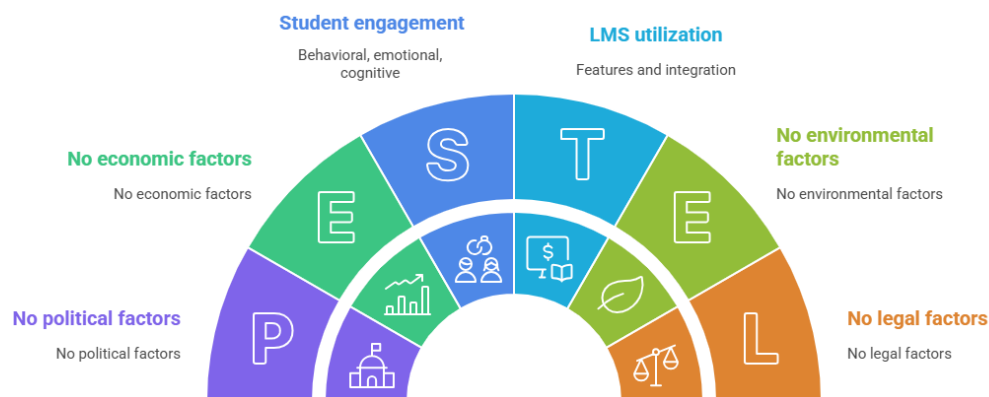 Student engagement
Behavioral, emotional,
cognitive
LMS utilization
Features and integration
No economic factors
No economic factors
No environmental
factors
No environmental factors
No political factors
No political factors
No legal factors
No legal factors
P
E
S
T
E
L
$